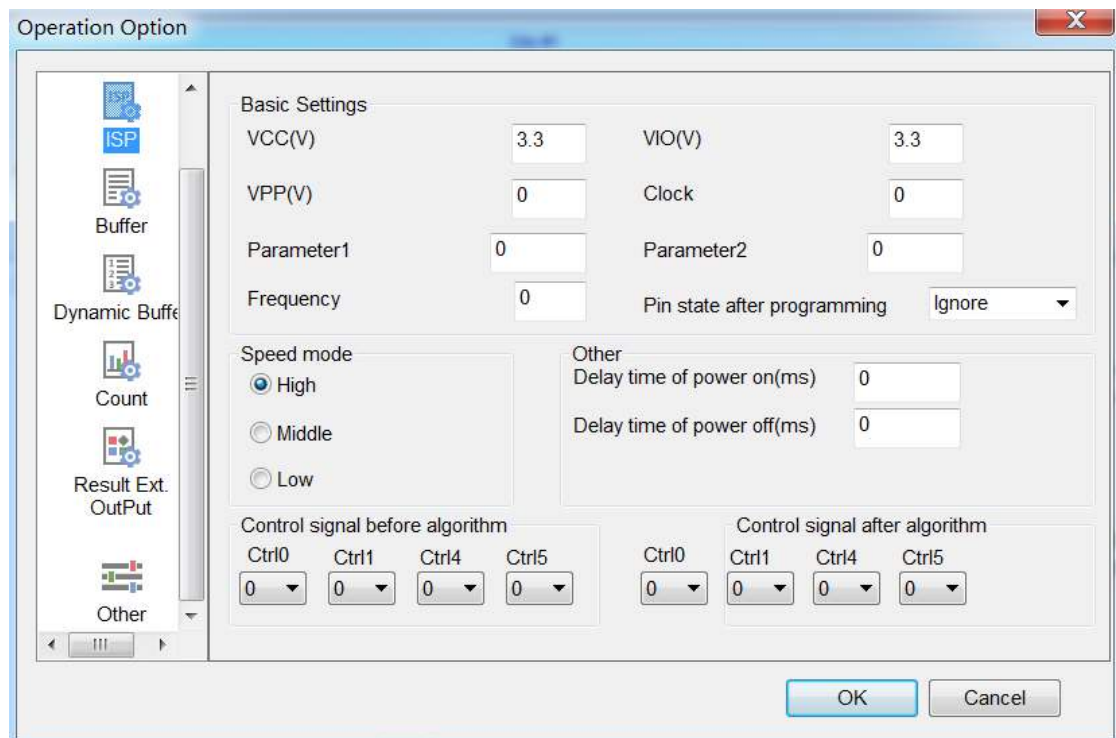 Operation Option
ISP
ISP
Buffer
1
2
3
Dynamic Buffe
Count
Result Ext.
OutPut
Other
Basic Settings
VCC(V) 3.3 VIO(V) 3.3
VPP(V) 0 Clock 0
Parameter1 0 Parameter2 0
Frequency 0 Pin state after programming Ignore
Speed mode
High
Middle
Low
Other
Delay time of power on(ms) 0
Delay time of power off(ms) 0
Control signal before algorithm
Ctrl0 Ctrl1 Ctrl4 Ctrl5
0 0 0 0
Control signal after algorithm
Ctrl0 Ctrl1 Ctrl4 Ctrl5
0 0 0 0
OK Cancel